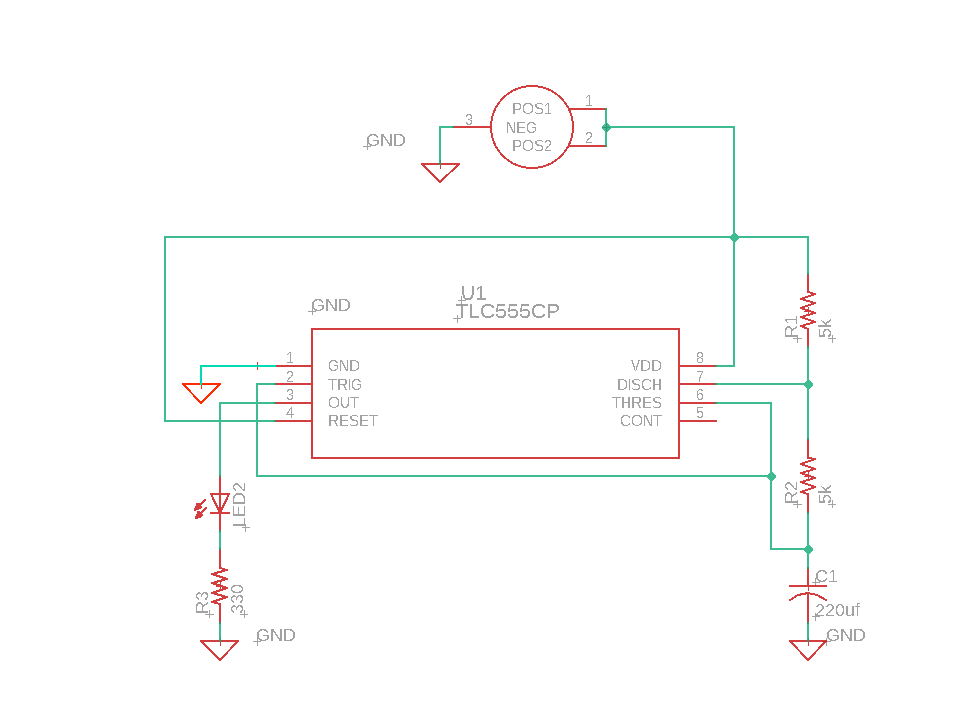 POS1
1
GND
3
NEG
POS2
2
U1
GND
TLC555CP
R1
5k
1
GND
VDD
8
2
TRIG
DISCH
7
3
OUT
THRES
6
4
RESET
CONT
5
LED2
R2
5k
R3
330
C1
220uf
GND
GND